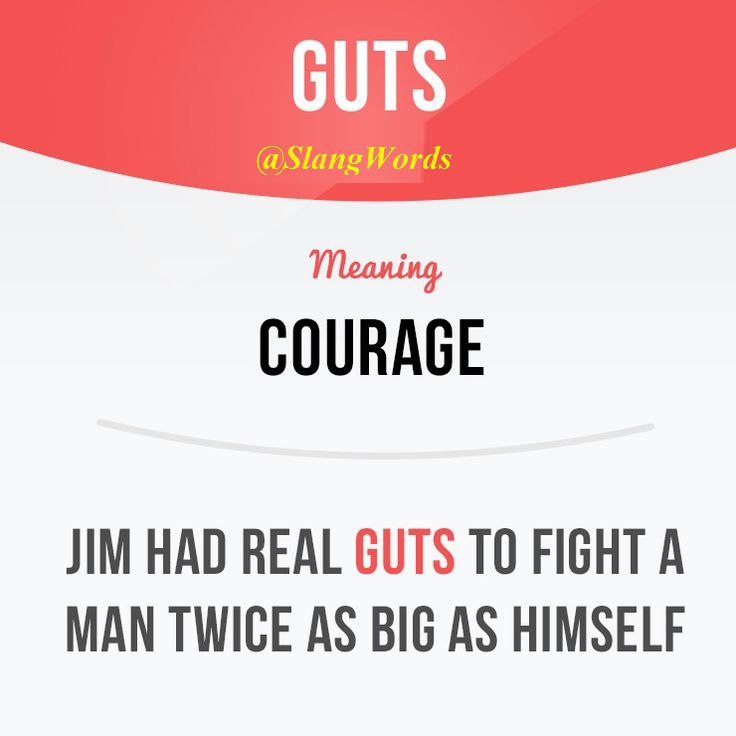 GUTS
@SlangWords
Meaning
COURAGE
JIM HAD REAL GUTS TO FIGHT A
MAN TWICE AS BIG AS HIMSELF